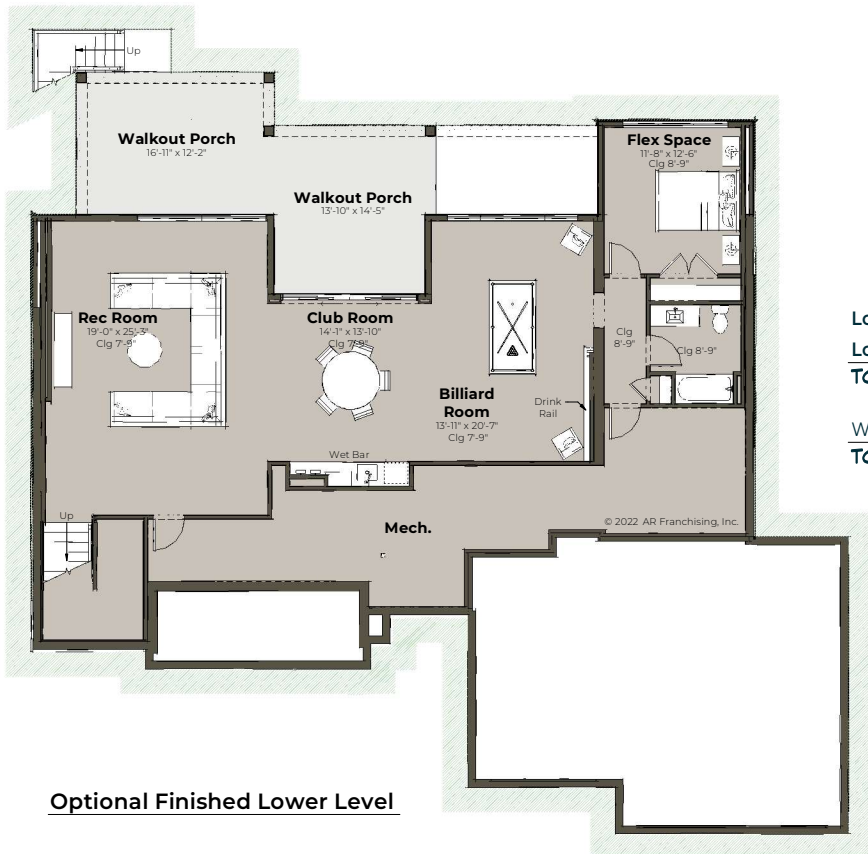 Up
Walkout Porch
16'-11" x 12'-2"
Walkout Porch
13'-10" x 14'-5"
Flex Space
11'-8" x 12'-6"
Clg 8'-9"
Rec Room
19'-0" x 25'-3"
Clg 7'-9"
Club Room
14'-1" x 13'-10"
Clg 7'-9"
Clg
8'-9"
Clg 8'-9"
Billiard
Room
13'-11" x 20'-7"
Clg 7'-9"
Drink
Rail
Wet Bar
Up
Mech.
© 2022 AR Franchising, Inc.
Optional Finished Lower Level